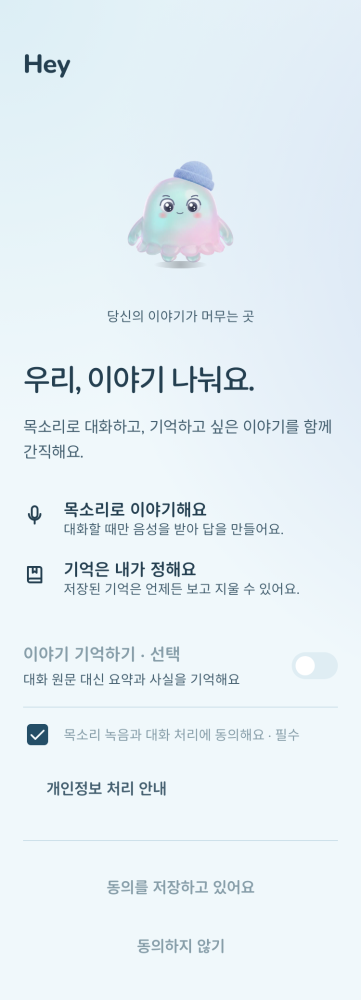 Hey
당신의 이야기가 머무는 곳
우리, 이야기 나눠요.
목소리로 대화하고, 기억하고 싶은 이야기를 함께
간직해요.
목소리로 이야기해요
대화할 때만 음성을 받아 답을 만들어요.
기억은 내가 정해요
저장된 기억은 언제든 보고 지울 수 있어요.
이야기 기억하기 · 선택
대화 원문 대신 요약과 사실을 기억해요
목소리 녹음과 대화 처리에 동의해요 · 필수
개인정보 처리 안내
동의를 저장하고 있어요
동의하지 않기